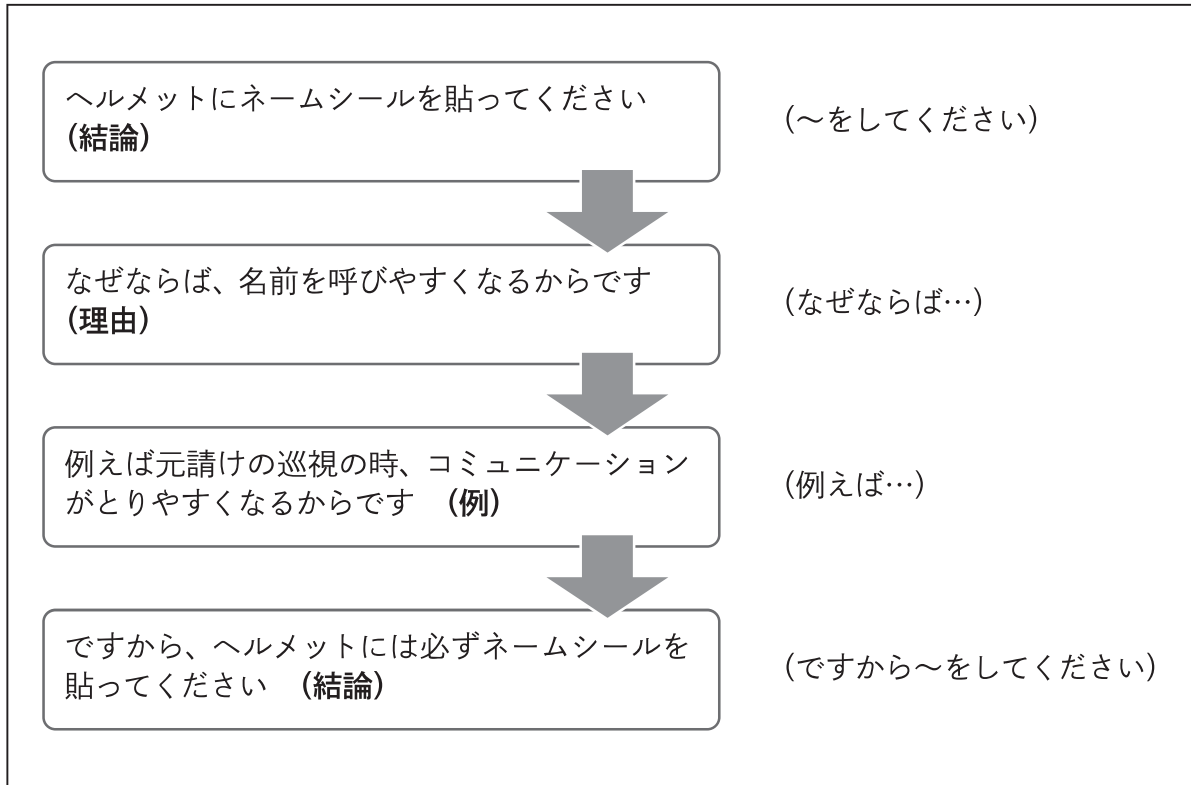 ヘルメットにネームシールを貼ってください
(結論)
(〜をしてください)
なぜならば、名前を呼びやすくなるからです
(理由)
(なぜならば…)
例えば元請けの巡視の時、コミュニケーション
がとりやすくなるからです (例)
(例えば…)
ですから、ヘルメットには必ずネームシールを
貼ってください (結論)
(ですから〜をしてください)